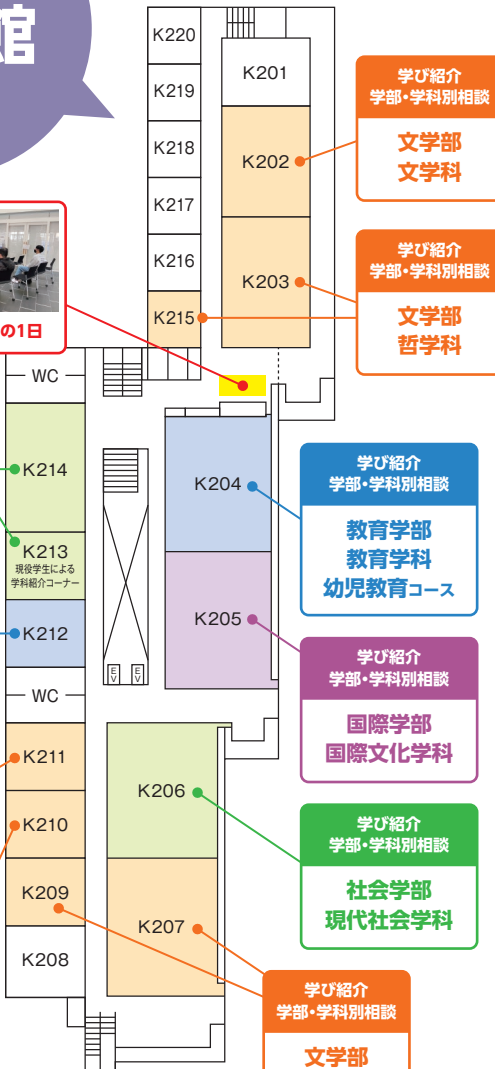 館
K220
K219
K218
K217
K216
K215
K201
K202
K203
学び紹介
学部・学科別相談
文学部
文学科
学び紹介
学部・学科別相談
文学部
哲学科
の1日
WC
K214
K213
現役学生による
学科紹介コーナー
K212
WC
K211
K210
K209
K208
EV
EV
K204
K205
K206
K207
学び紹介
学部・学科別相談
教育学部
教育学科
幼児教育コース
学び紹介
学部・学科別相談
国際学部
国際文化学科
学び紹介
学部・学科別相談
社会学部
現代社会学科
学び紹介
学部・学科別相談
文学部